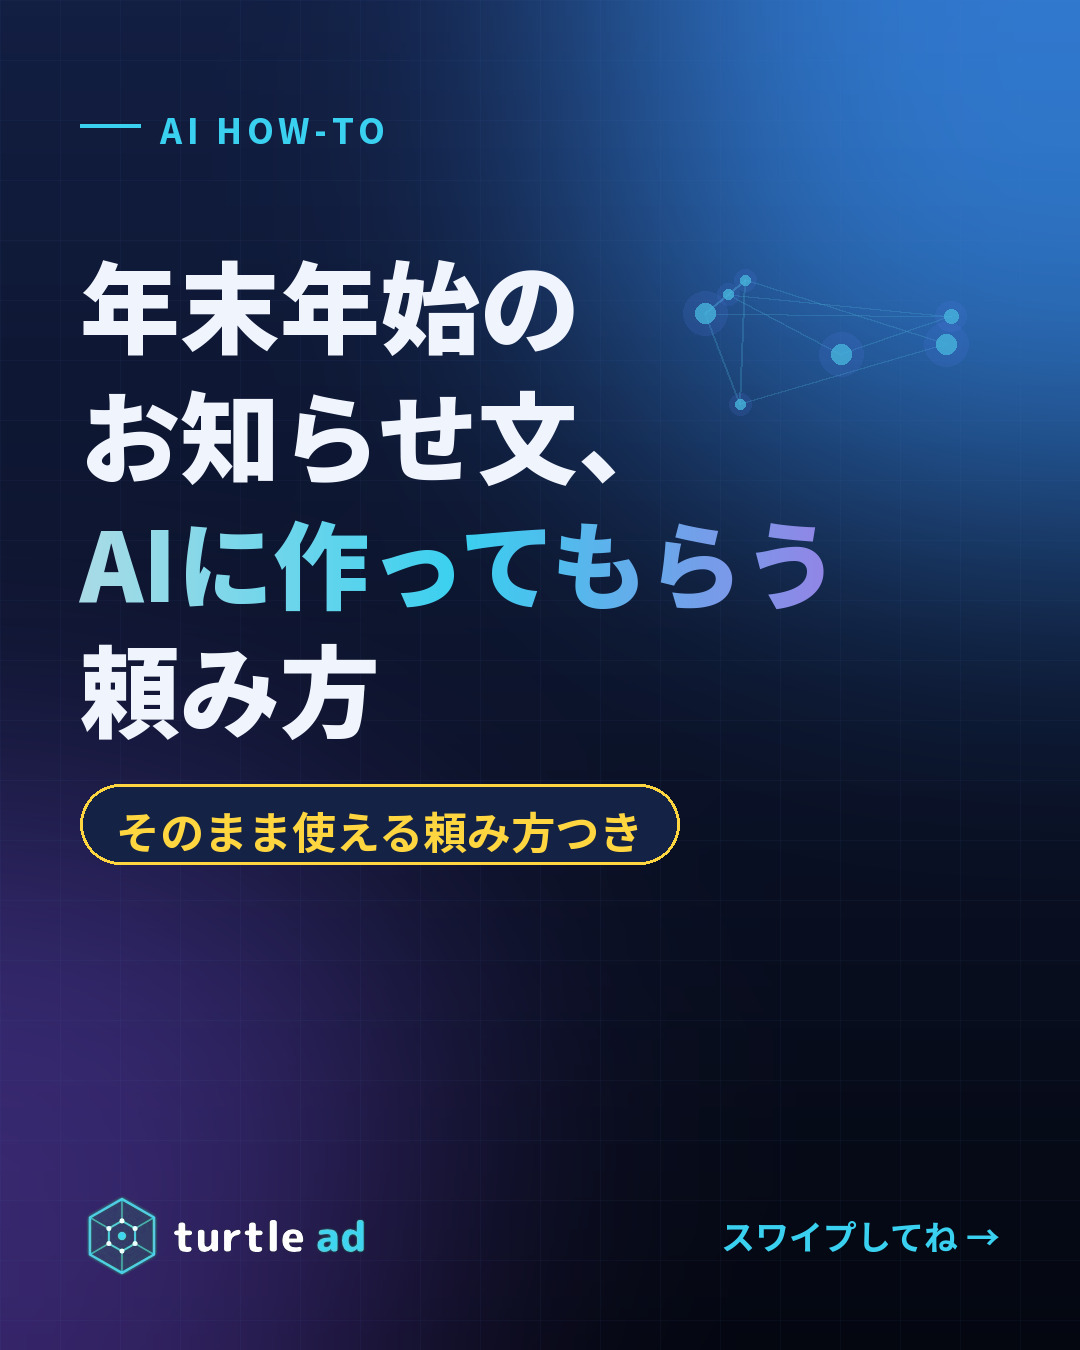 AI HOW-TO
年末年始の
お知らせ文、
AIに作ってもらう
頼み方
そのまま使える頼み方つき
turtle ad
スワイプしてね →